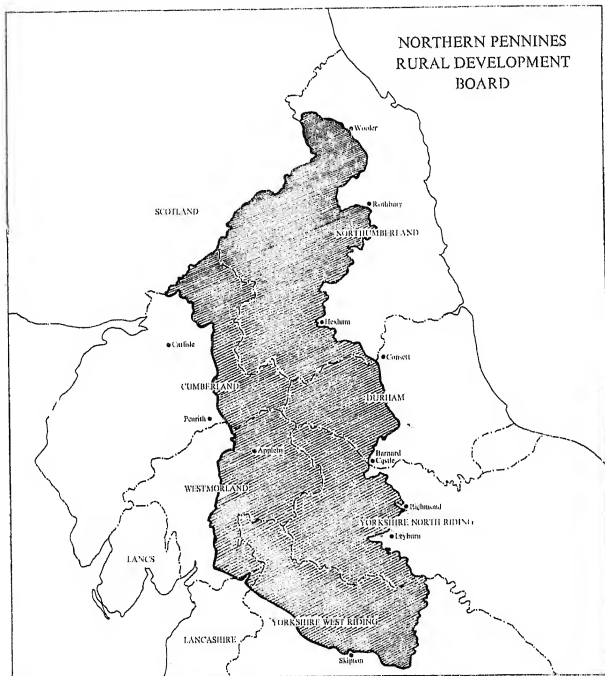 NORTHERN PENNINES
RURAL DEVELOPMENT
BOARD
Wooler
SCOTLAND
Rothbury
NORTHUMBERLAND
Hexham
Carlisle
Consett
CUMBERLAND
DURHAM
Penrith
Appleby
Barnard
Castle
WESTMORLAND
Richmond
YORKSHIRE NORTH RIDING
Leyburn
LANCS
YORKSHIRE WEST RIDING
LANCASHIRE
Skipton